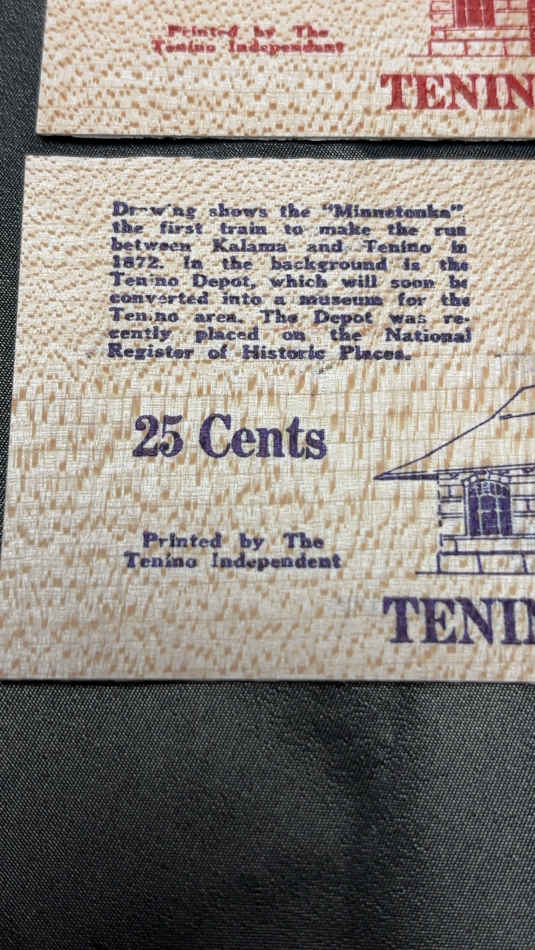 Printed by The
Tenino Independent
TENIN
Drawing shows the "Minnetonka",
the first train to make the run
between Kalama and Tenino in
1872. In the background is the
Tenino Depot, which will soon be
converted into a museum for the
Tenino area. The Depot was re-
cently placed on the National
Register of Historic Places.
25 Cents
Printed by The
Tenino Independent
TENIN